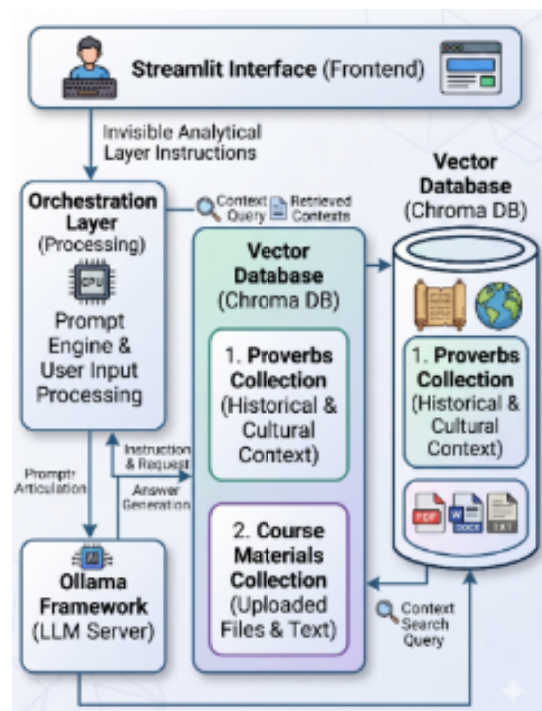 Streamlit Interface (Frontend)
Invisible Analytical
Layer Instructions
Orchestration
Layer
(Processing)
CPU
Prompt
Engine &
User Input
Processing
Context
Query
Retrieved
Contexts
Vector
Database
(Chroma DB)
1. Proverbs
Collection
(Historical &
Cultural
Context)
2. Course
Materials
Collection
(Uploaded
Files & Text)
Vector
Database
(Chroma DB)
1. Proverbs
Collection
(Historical &
Cultural
Context)
PDF
W
DOCX
TXT
Instruction
& Request
Answer
Generation
Promptr
Articulation
Ollama
Framework
(LLM Server)
Context
Search
Query